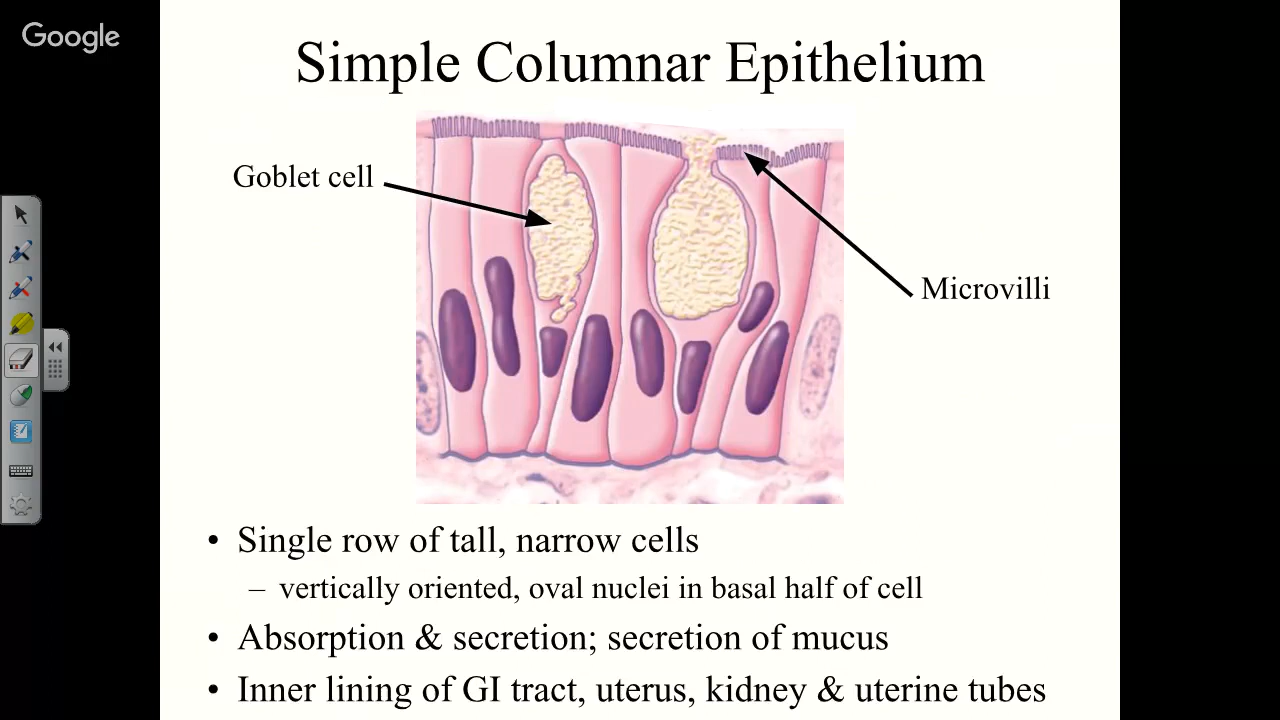 Google
Simple Columnar Epithelium
Goblet cell
Microvilli
• Single row of tall, narrow cells
– vertically oriented, oval nuclei in basal half of cell
• Absorption & secretion; secretion of mucus
• Inner lining of GI tract, uterus, kidney & uterine tubes